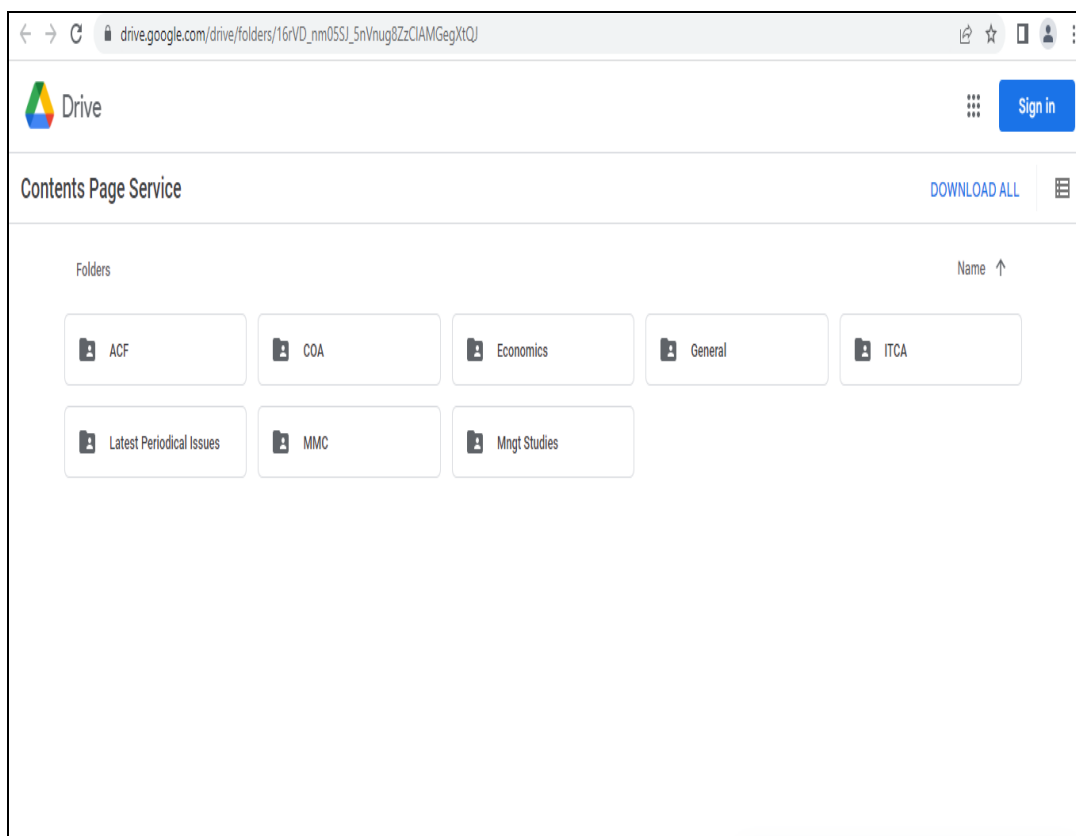 drive.google.com/drive/folders/16rVD_nm05SJ_5nVnug8ZzClAMGegXtQJ
Drive
Sign in
Contents Page Service
DOWNLOAD ALL
Folders
Name
ACF
COA
Economics
General
ITCA
Latest Periodical Issues
MMC
Mngt Studies